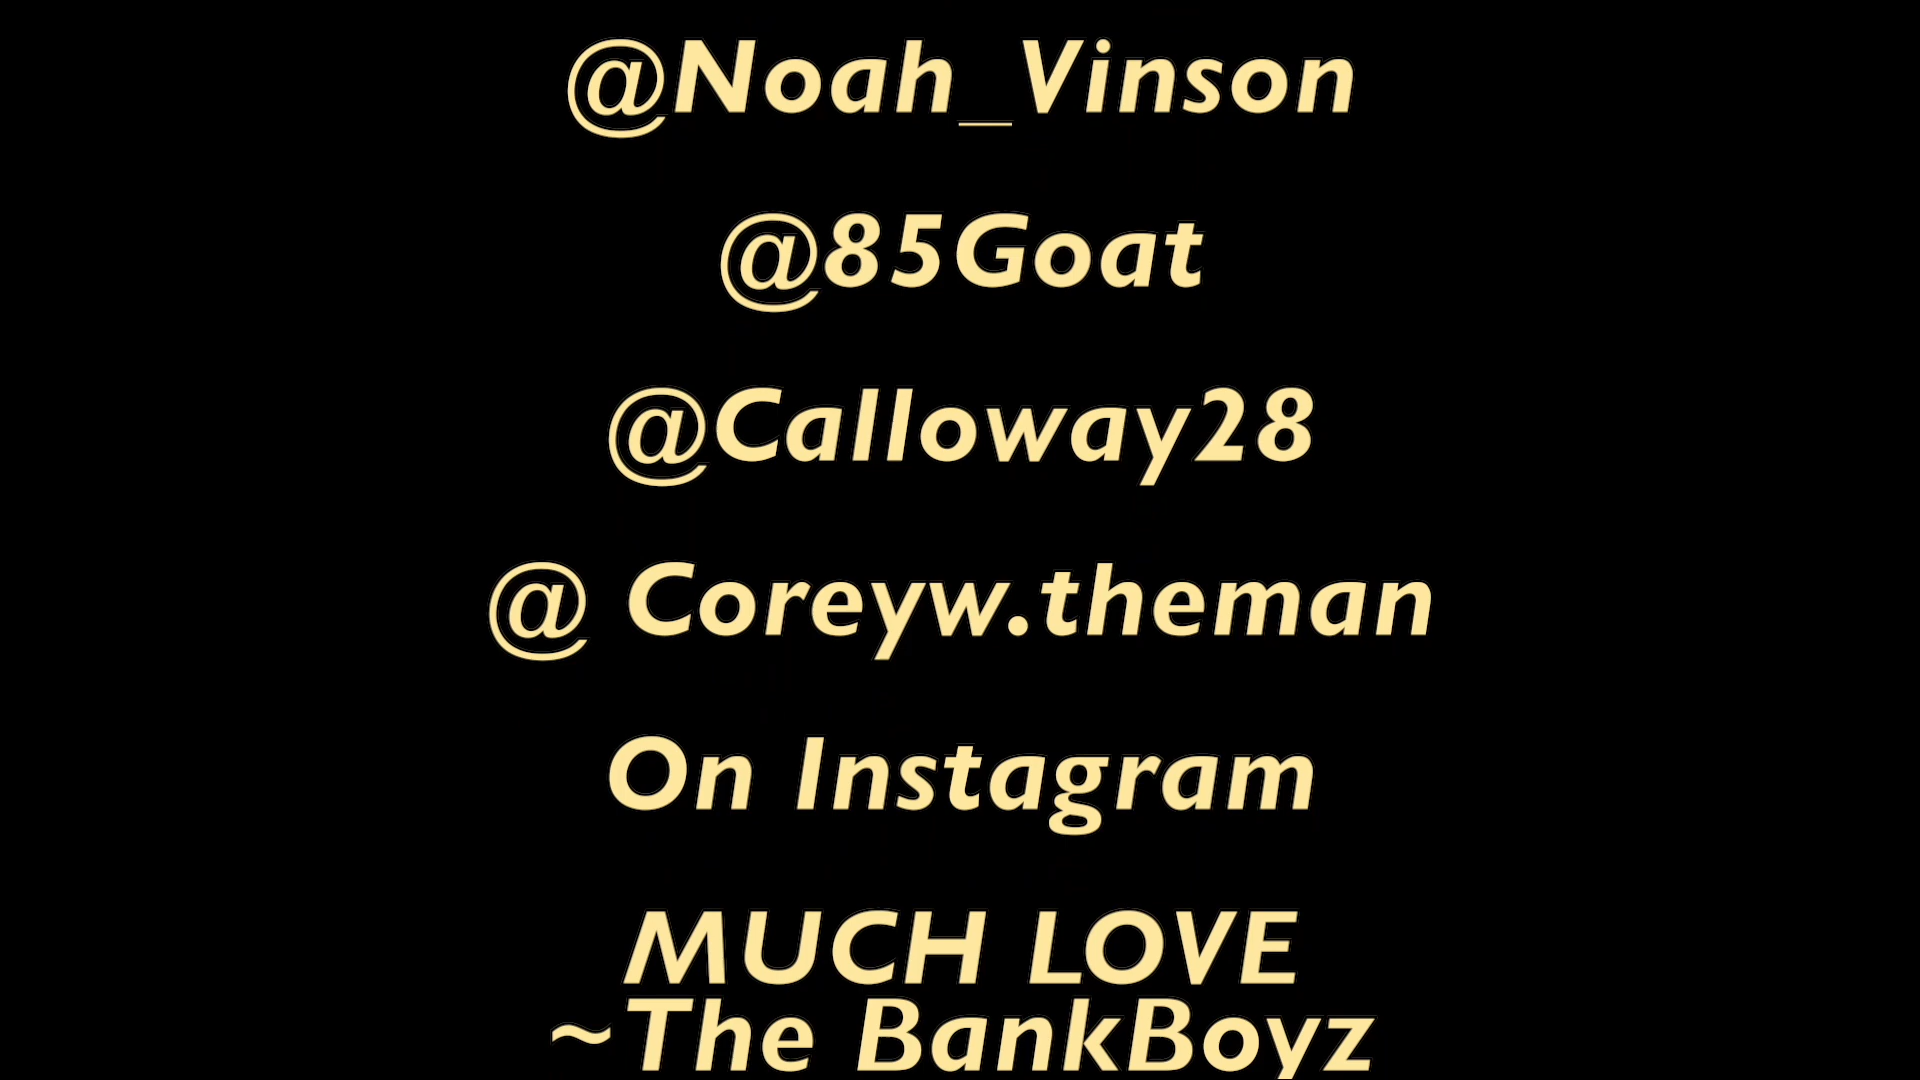 @Noah_Vinson
@85Goat
@Calloway28
@ Coreyw.theman
On Instagram
MUCH LOVE
~The BankBoyz